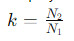 k = N₂/N₁